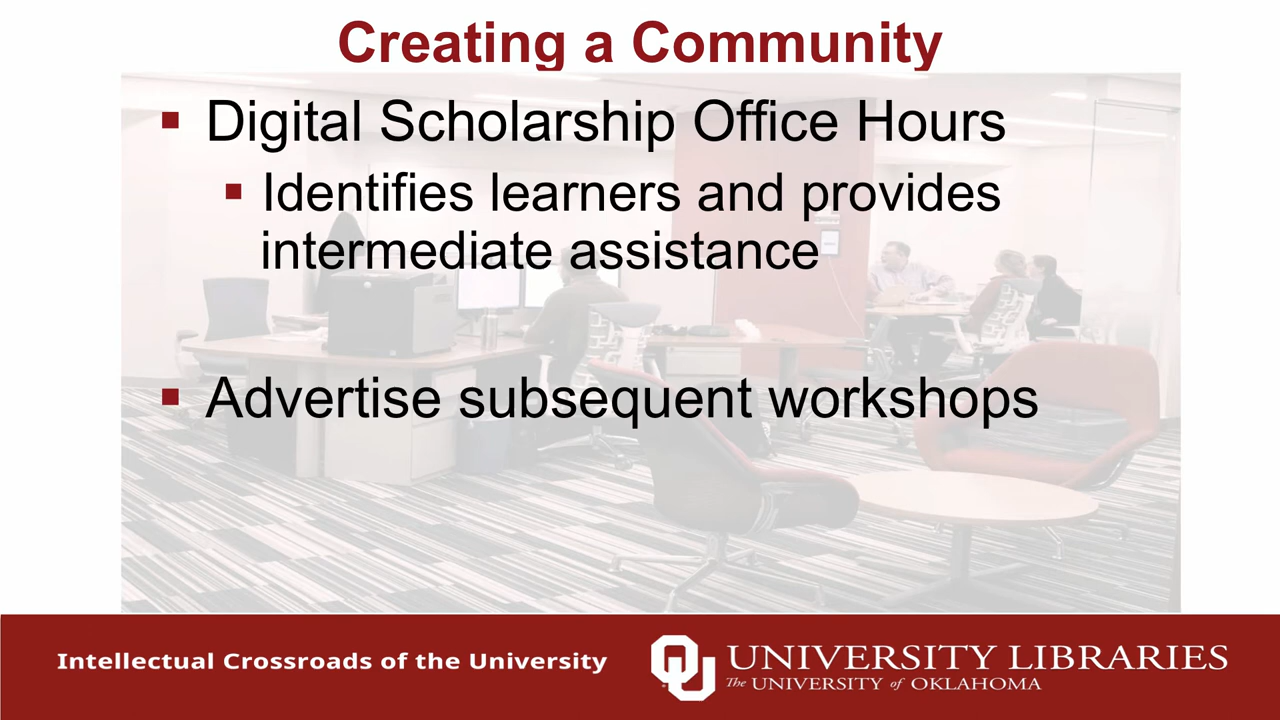 Creating a Community
▪ Digital Scholarship Office Hours
▪ Identifies learners and provides
intermediate assistance
▪ Advertise subsequent workshops
Intellectual Crossroads of the University
UNIVERSITY LIBRARIES
The UNIVERSITY of OKLAHOMA